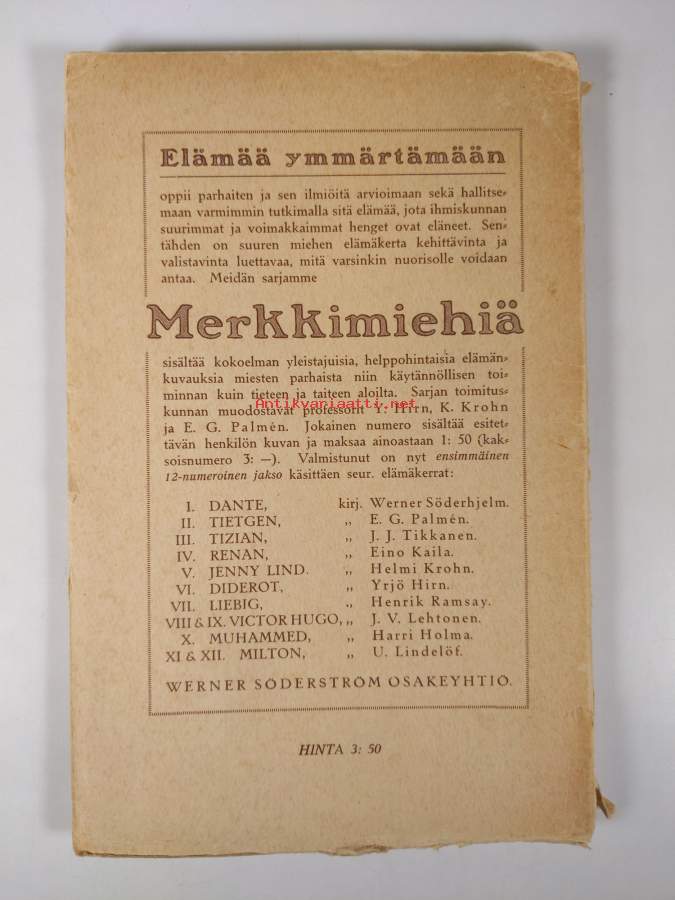 Elämää ymmärtämään
oppii parhaiten ja sen ilmiöitä arvioimaan sekä hallitse-
maan varmimmin tutkimalla sitä elämää, jota ihmiskunnan
suurimmat ja voimakkaimmat henget ovat eläneet. Sen-
tähden on suuren miehen elämäkerta kehittävintä ja
valistavinta luettavaa, mitä varsinkin nuorisolle voidaan
antaa. Meidän sarjamme
Merkkimiehiä
sisältää kokoelman yleistajuisia, helppohintaisia elämän-
kuvauksia miesten parhaista niin käytännöllisen toi-
minnan kuin tieteen ja taiteen aloilta. Sarjan toimitus-
Antikvariaatti.net
kunnan muodostavat professorit Y. Hirn, K. Krohn
ja E. G. Palmén. Jokainen numero sisältää esitet-
tävän henkilön kuvan ja maksaa ainoastaan 1: 50 (kak-
soisnumero 3: —). Valmistunut on nyt ensimmäinen
12-numeroinen jakso käsittäen seur. elämäkerrat:
I. DANTE, kirj. Werner Söderhjelm.
II. TIETGEN, „ E. G. Palmén.
III. TIZIAN, „ J. J. Tikkanen.
IV. RENAN, „ Eino Kaila.
V. JENNY LIND. „ Helmi Krohn.
VI. DIDEROT, „ Yrjö Hirn.
VII. LIEBIG, „ Henrik Ramsay.
VIII & IX. VICTOR HUGO, „ J. V. Lehtonen.
X. MUHAMMED, „ Harri Holma.
XI & XII. MILTON, „ U. Lindelöf.
WERNER SÖDERSTRÖM OSAKEYHTIÖ.
HINTA 3: 50